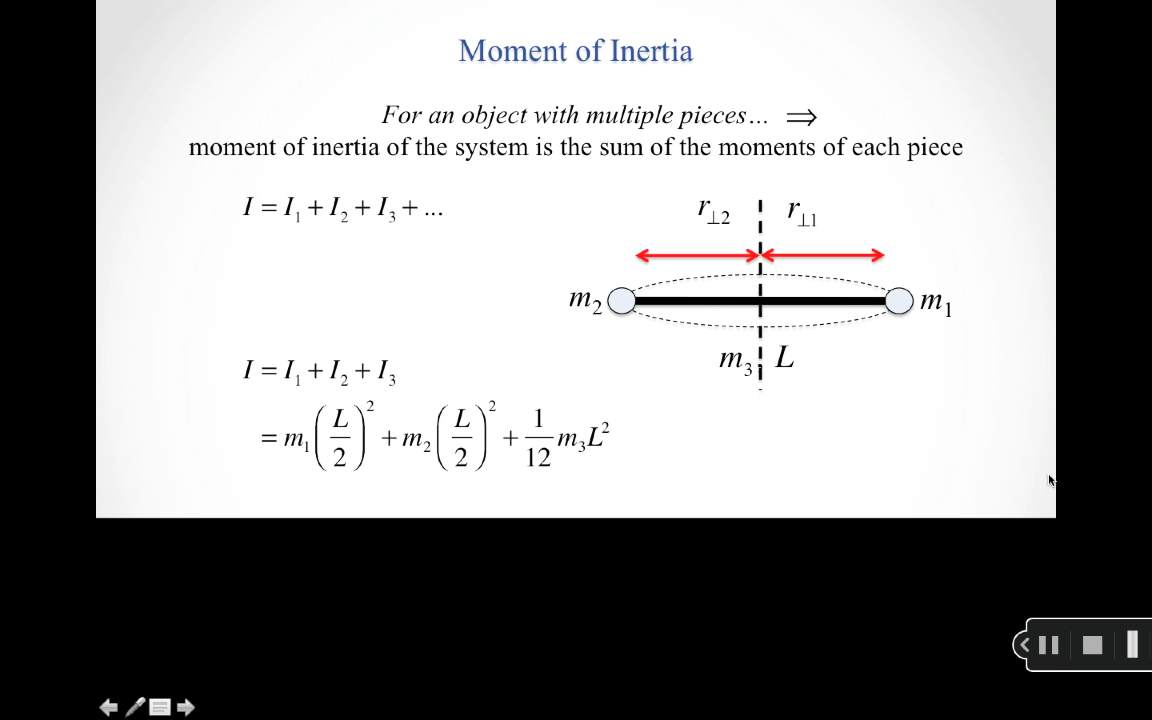 Moment of Inertia
For an object with multiple pieces... ⟹
moment of inertia of the system is the sum of the moments of each piece
I = I₁ + I₂ + I₃ + ...
r⊥2 r⊥1
m₂ m₁
m₃ L
I = I₁ + I₂ + I₃
= m₁(L/2)² + m₂(L/2)² + 1/12 m₃L²